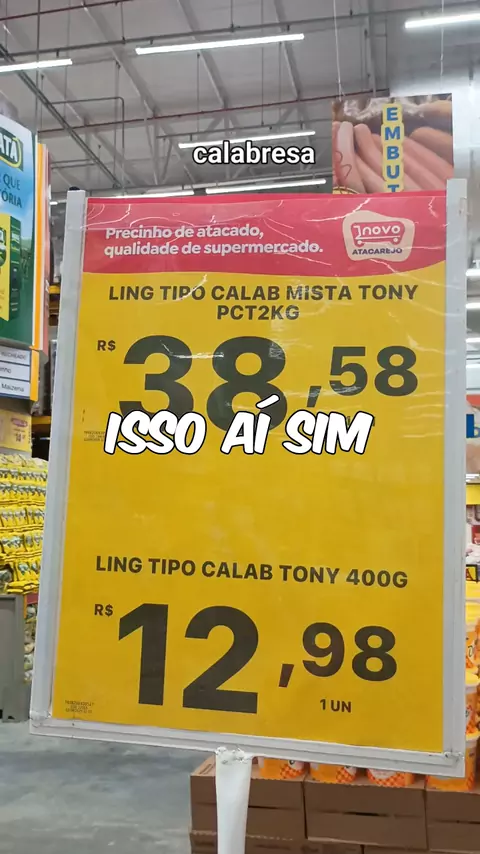 calabresa
EMBUT
Precinho de atacado,
qualidade de supermercado.
novo
ATACAREJO
LING TIPO CALAB MISTA TONY
PCT2KG
R$ 38,58
ISSO AÍ SIM
LING TIPO CALAB TONY 400G
R$ 12,98
1 UN